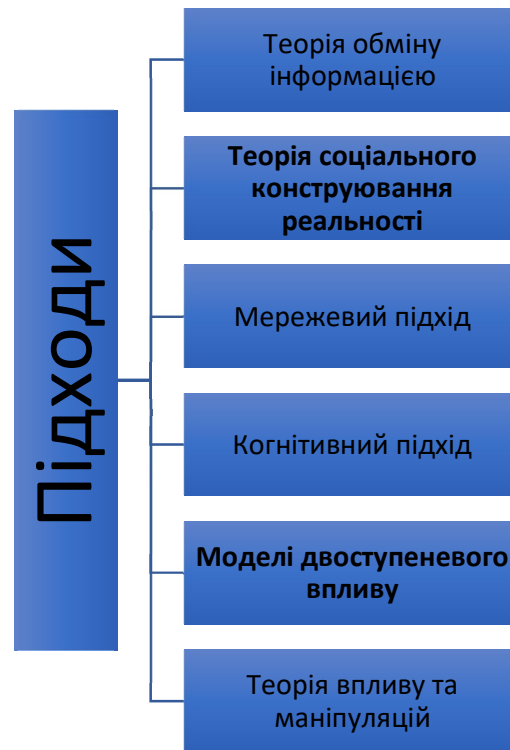 Підходи
Теорія обміну
інформацією
Теорія соціального
конструювання
реальності
Мережевий підхід
Когнітивний підхід
Моделі двоступеневого
впливу
Теорія впливу та
маніпуляцій